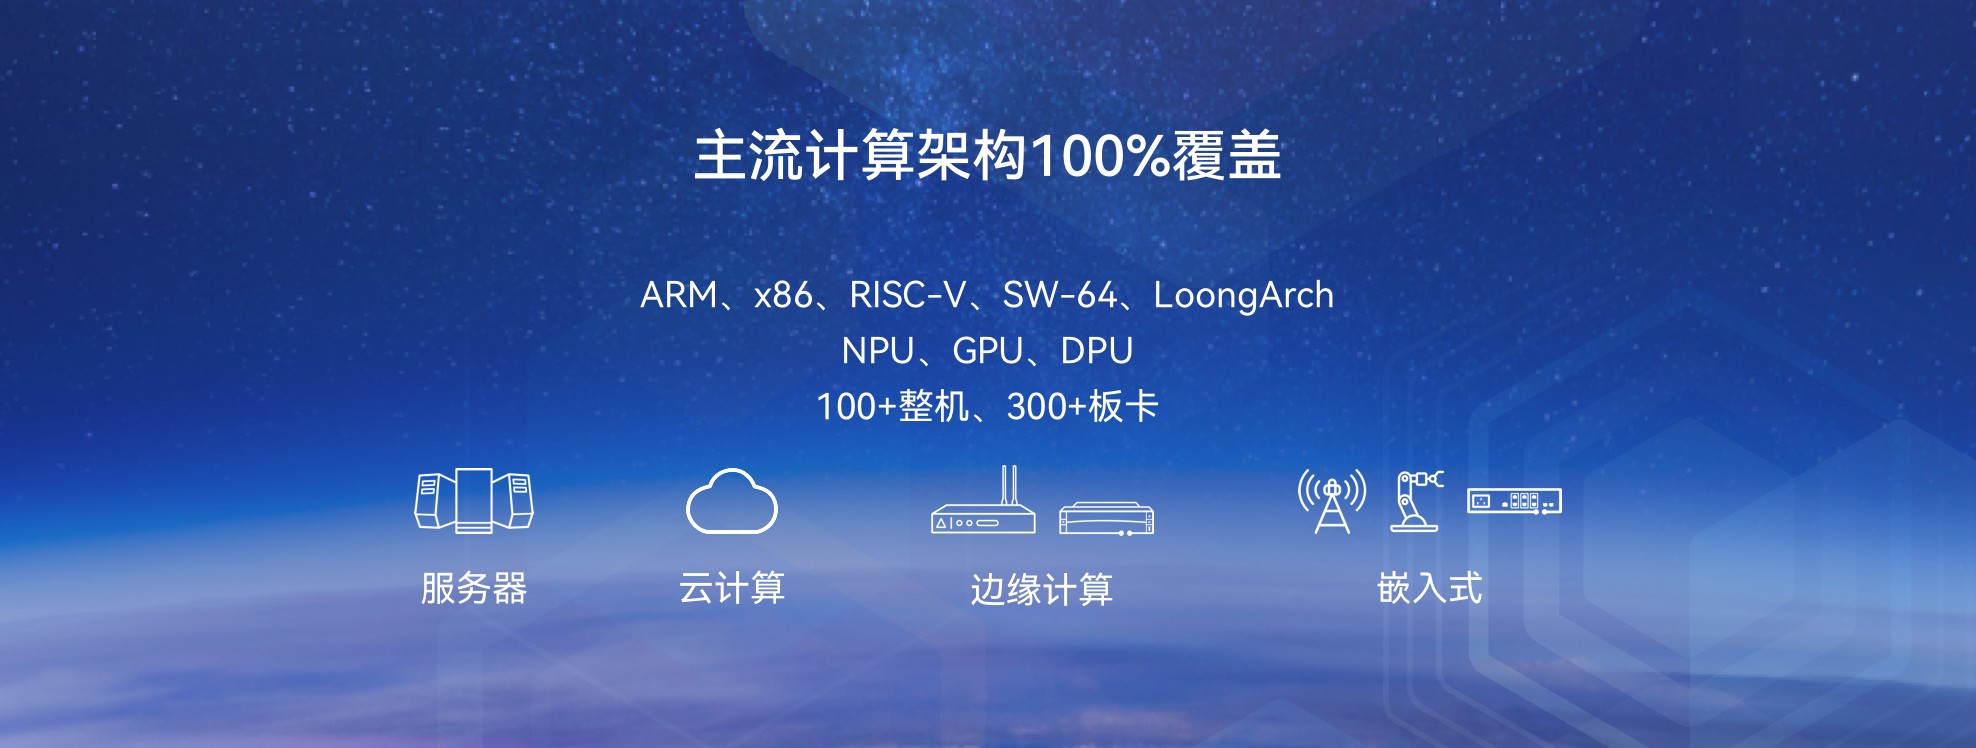 主流计算架构100%覆盖
ARM、x86、RISC-V、SW-64、LoongArch
NPU、GPU、DPU
100+整机、300+板卡
服务器
云计算
边缘计算
嵌入式